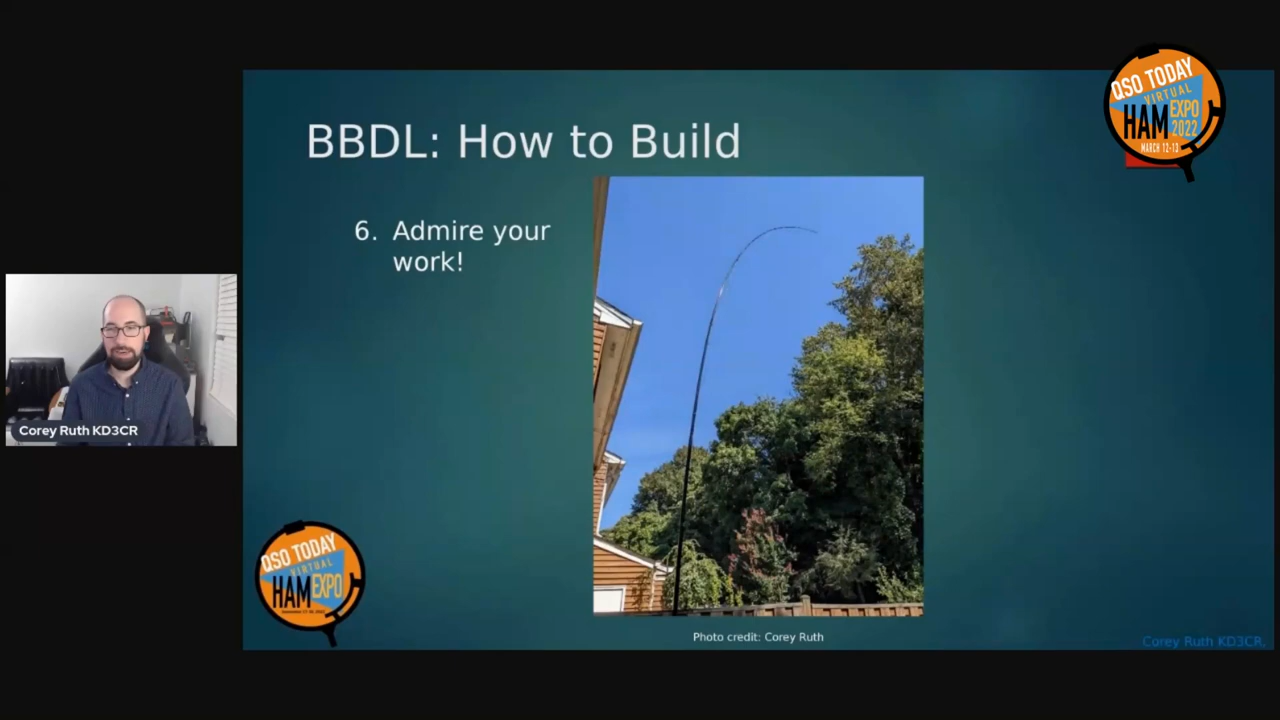 BBDL: How to Build
6. Admire your
work!
Photo credit: Corey Ruth
Corey Ruth KD3CR
Corey Ruth KD3CR,
QSO TODAY
VIRTUAL
HAM EXPO
2022
MARCH 12-13
QSO TODAY
VIRTUAL
HAM EXPO